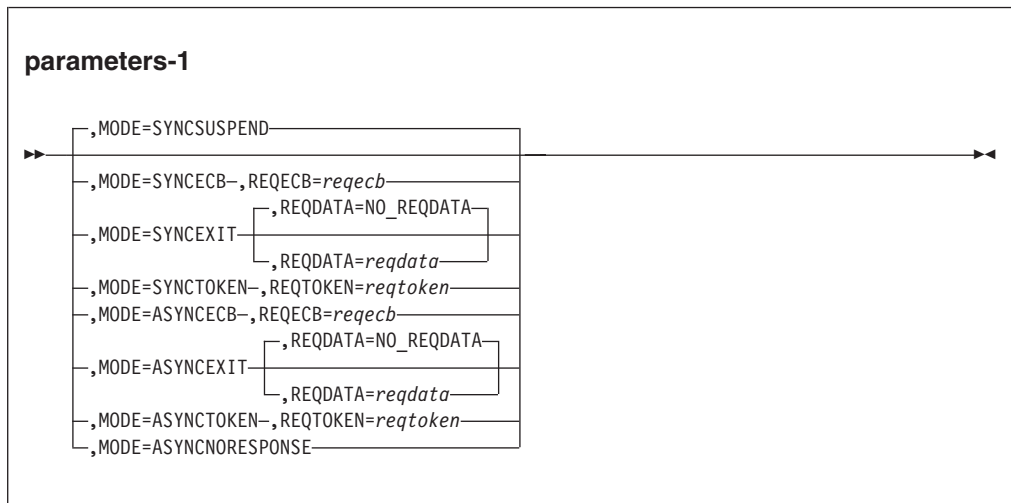 parameters-1
,MODE=SYNCSUSPEND
,MODE=SYNCECB ,REQECB=reqecb
,REQDATA=NO_REQDATA
,MODE=SYNCEXIT
,REQDATA=reqdata
,MODE=SYNCTOKEN ,REQTOKEN=reqtoken
,MODE=ASYNCECB ,REQECB=reqecb
,REQDATA=NO_REQDATA
,MODE=ASYNCEXIT
,REQDATA=reqdata
,MODE=ASYNCTOKEN ,REQTOKEN=reqtoken
,MODE=ASYNCNORESPONSE